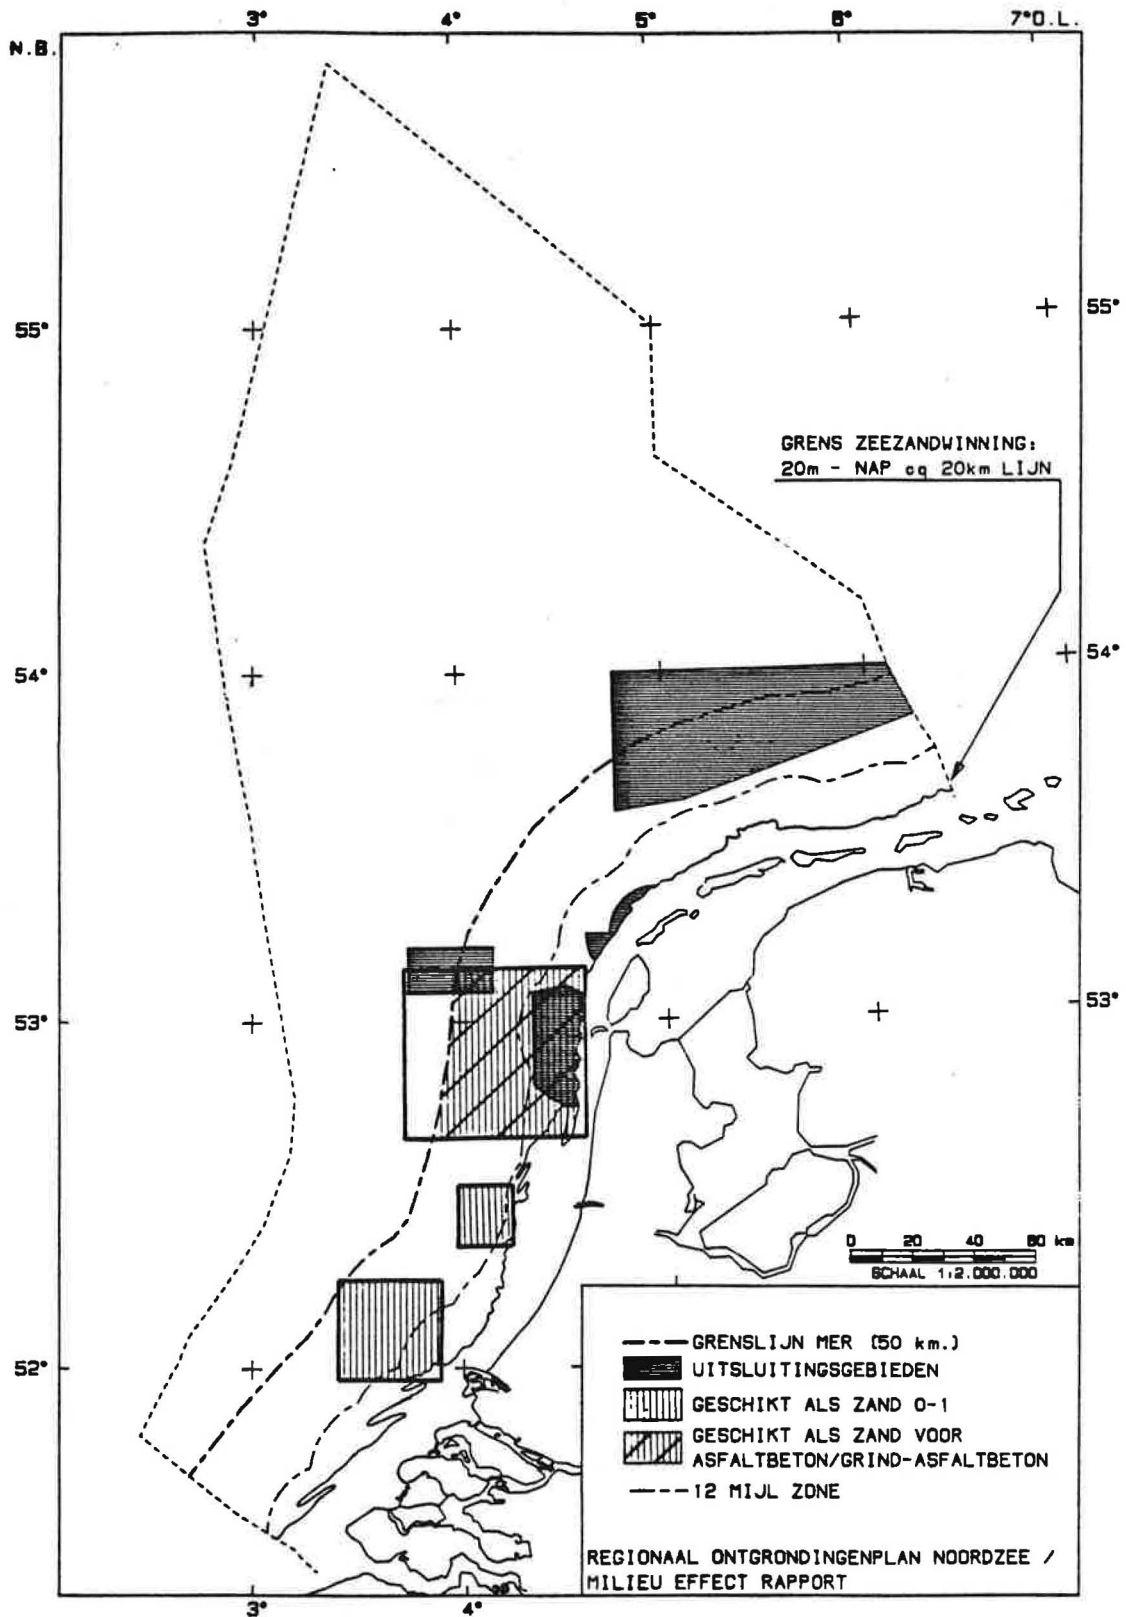 3° 4° 5° 6° 7°O.L.
N.B.
55° 55°
GRENS ZEEZANDWINNING:
20m - NAP cq 20km LIJN
54° 54°
53° 53°
0 20 40 60 km
SCHAAL 1:2.000.000
52°
GRENSLIJN MER (50 km.)
UITSLUITINGSGEBIEDEN
GESCHIKT ALS ZAND 0-1
GESCHIKT ALS ZAND VOOR
ASFALTBETON/GRIND-ASFALTBETON
12 MIJL ZONE
REGIONAAL ONTGRONDINGENPLAN NOORDZEE /
MILIEU EFFECT RAPPORT
3° 4°